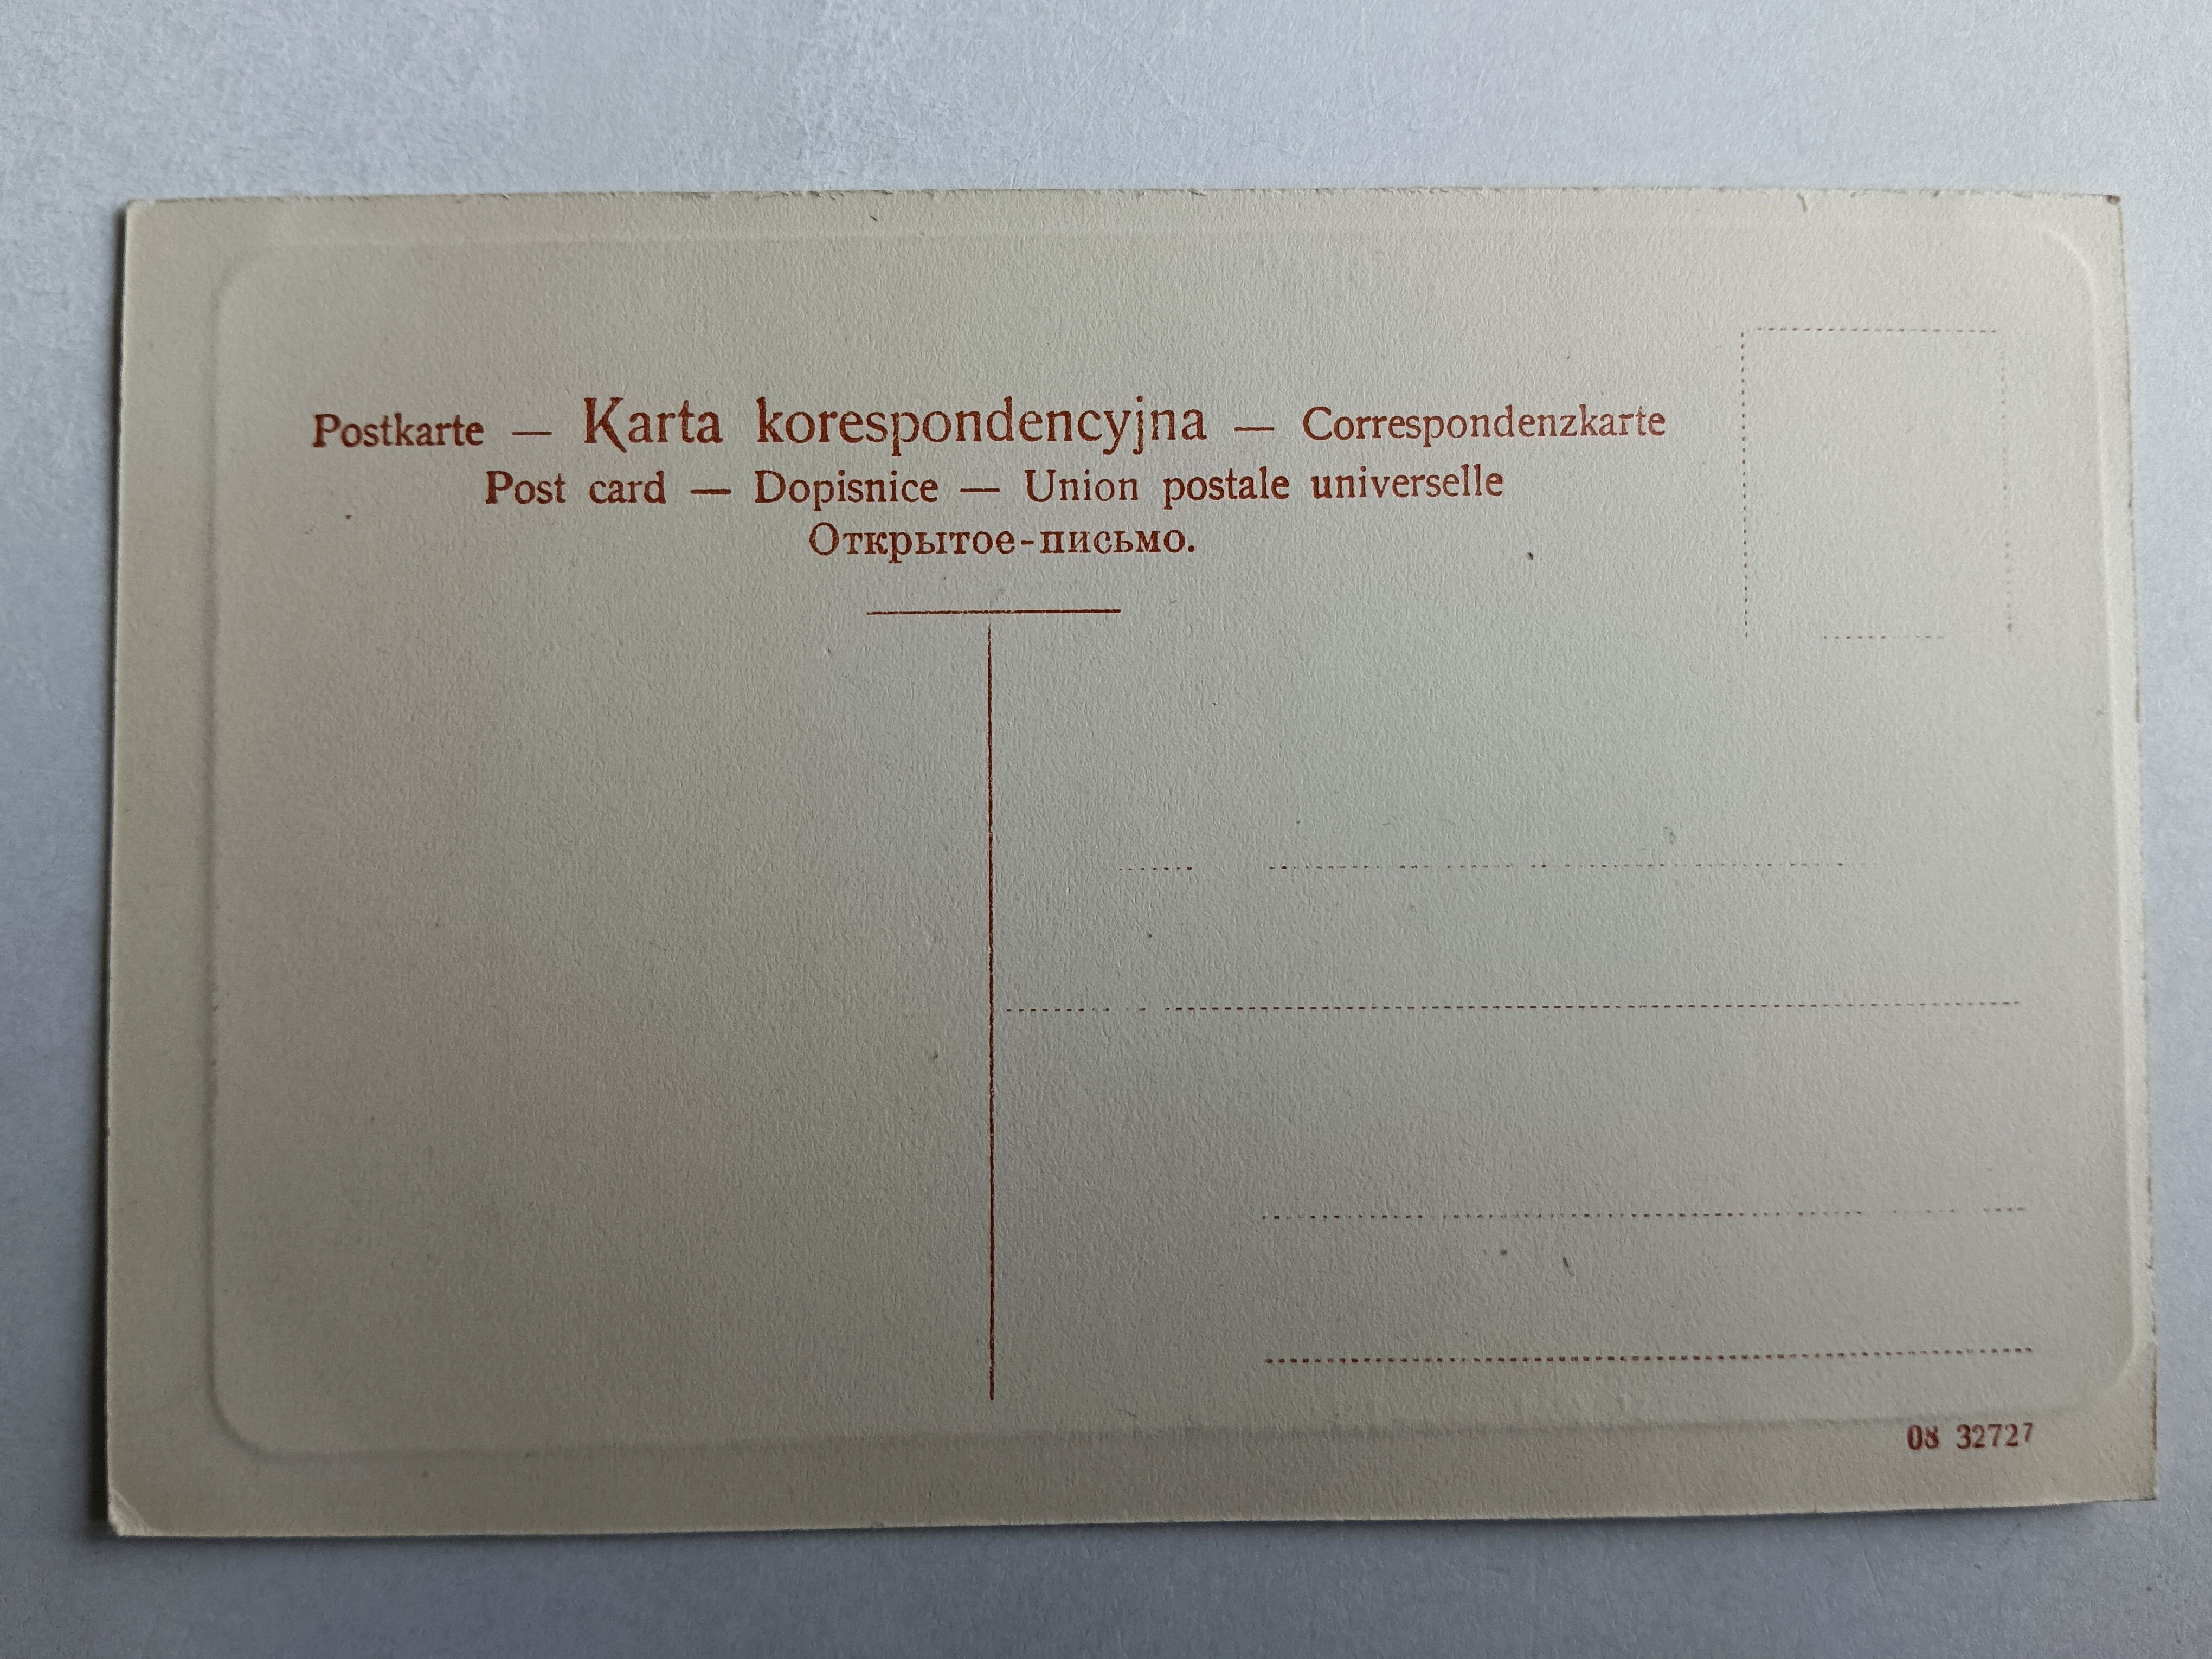 Postkarte — Karta korespondencyjna — Correspondenzkarte
Post card — Dopisnice — Union postale universelle
Открытое-письмо.
08 32727